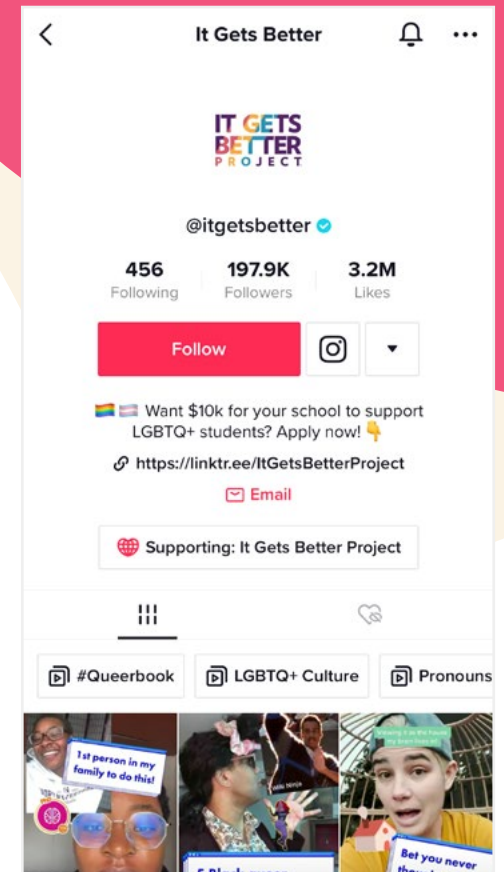 It Gets Better
IT GETS
BETTER
PROJECT
@itgetsbetter
456 197.9K 3.2M
Following Followers Likes
Follow
🏳️‍🌈🏳️‍⚧️ Want $10k for your school to support
LGBTQ+ students? Apply now! 👇
https://linktr.ee/ItGetsBetterProject
Email
Supporting: It Gets Better Project
#Queerbook LGBTQ+ Culture Pronouns
1st person in my
family to do this!
Bet you never